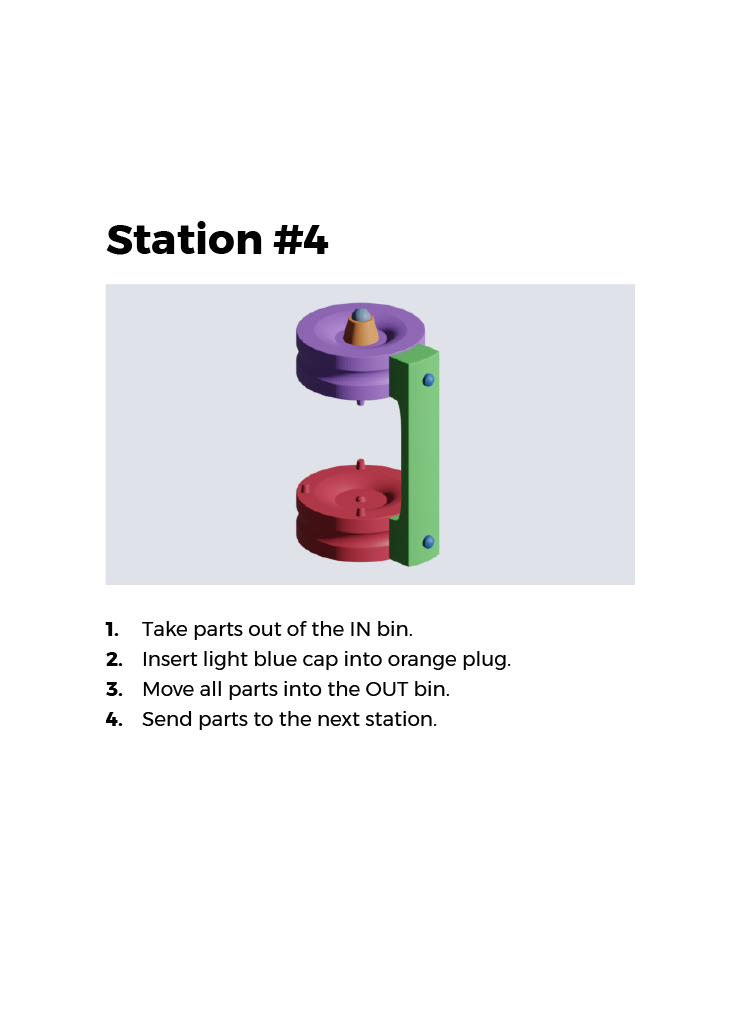 Station #4
1. Take parts out of the IN bin.
2. Insert light blue cap into orange plug.
3. Move all parts into the OUT bin.
4. Send parts to the next station.